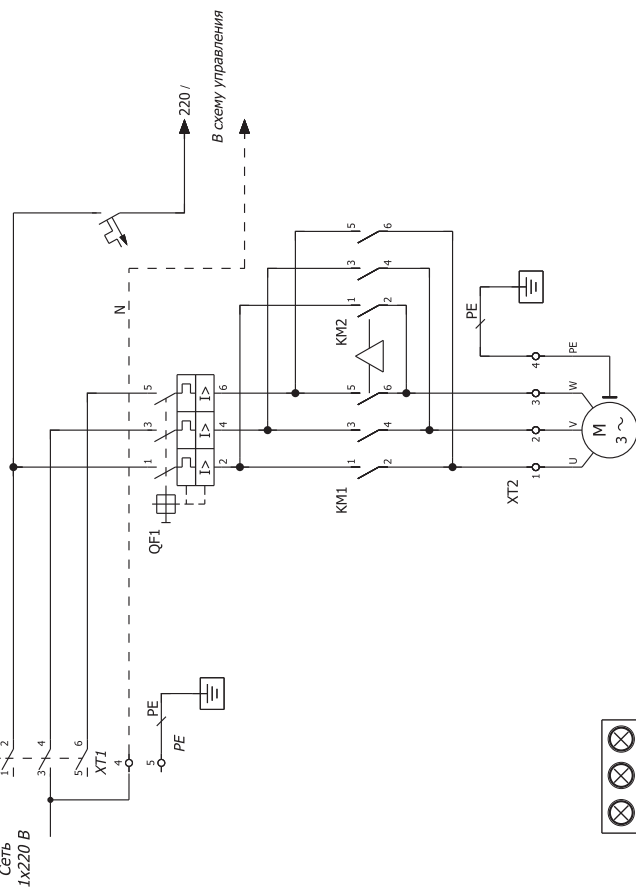 Сеть
1x220 В
1 2
3 4
5 6
XT1
4
5
PE
PE
220 /
В схему управления
N
QF1
1 3 5
I> I> I>
2 4 6
KM1
1 3 5
2 4 6
KM2
1 3 5
2 4 6
XT2
1 2 3 4
U V W PE
PE
M
3 ~